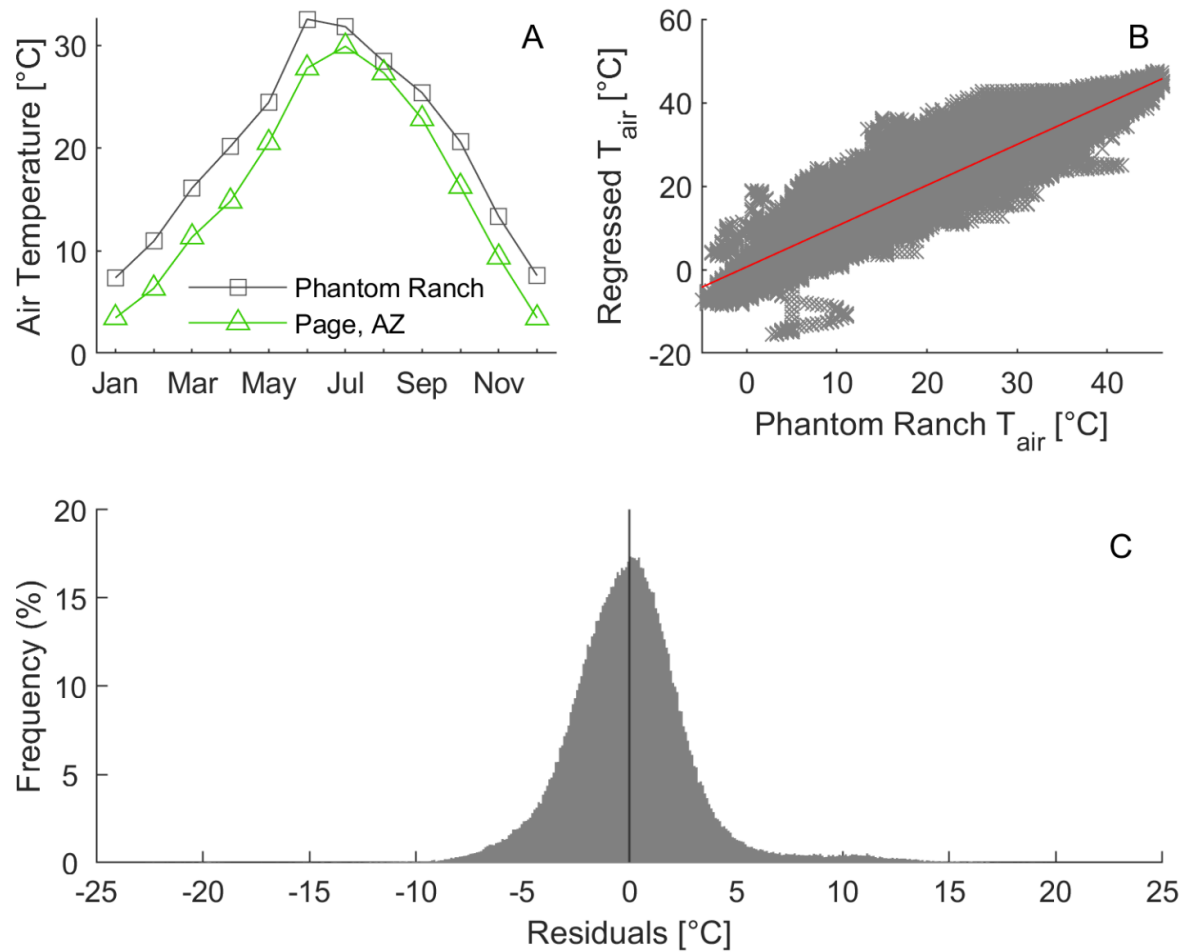 A
Air Temperature [°C]
30
20
10
0
Phantom Ranch
Page, AZ
Jan Mar May Jul Sep Nov
B
Regressed T_air [°C]
60
40
20
0
-20
0 10 20 30 40
Phantom Ranch T_air [°C]
C
Frequency (%)
20
15
10
5
0
-25 -20 -15 -10 -5 0 5 10 15 20 25
Residuals [°C]